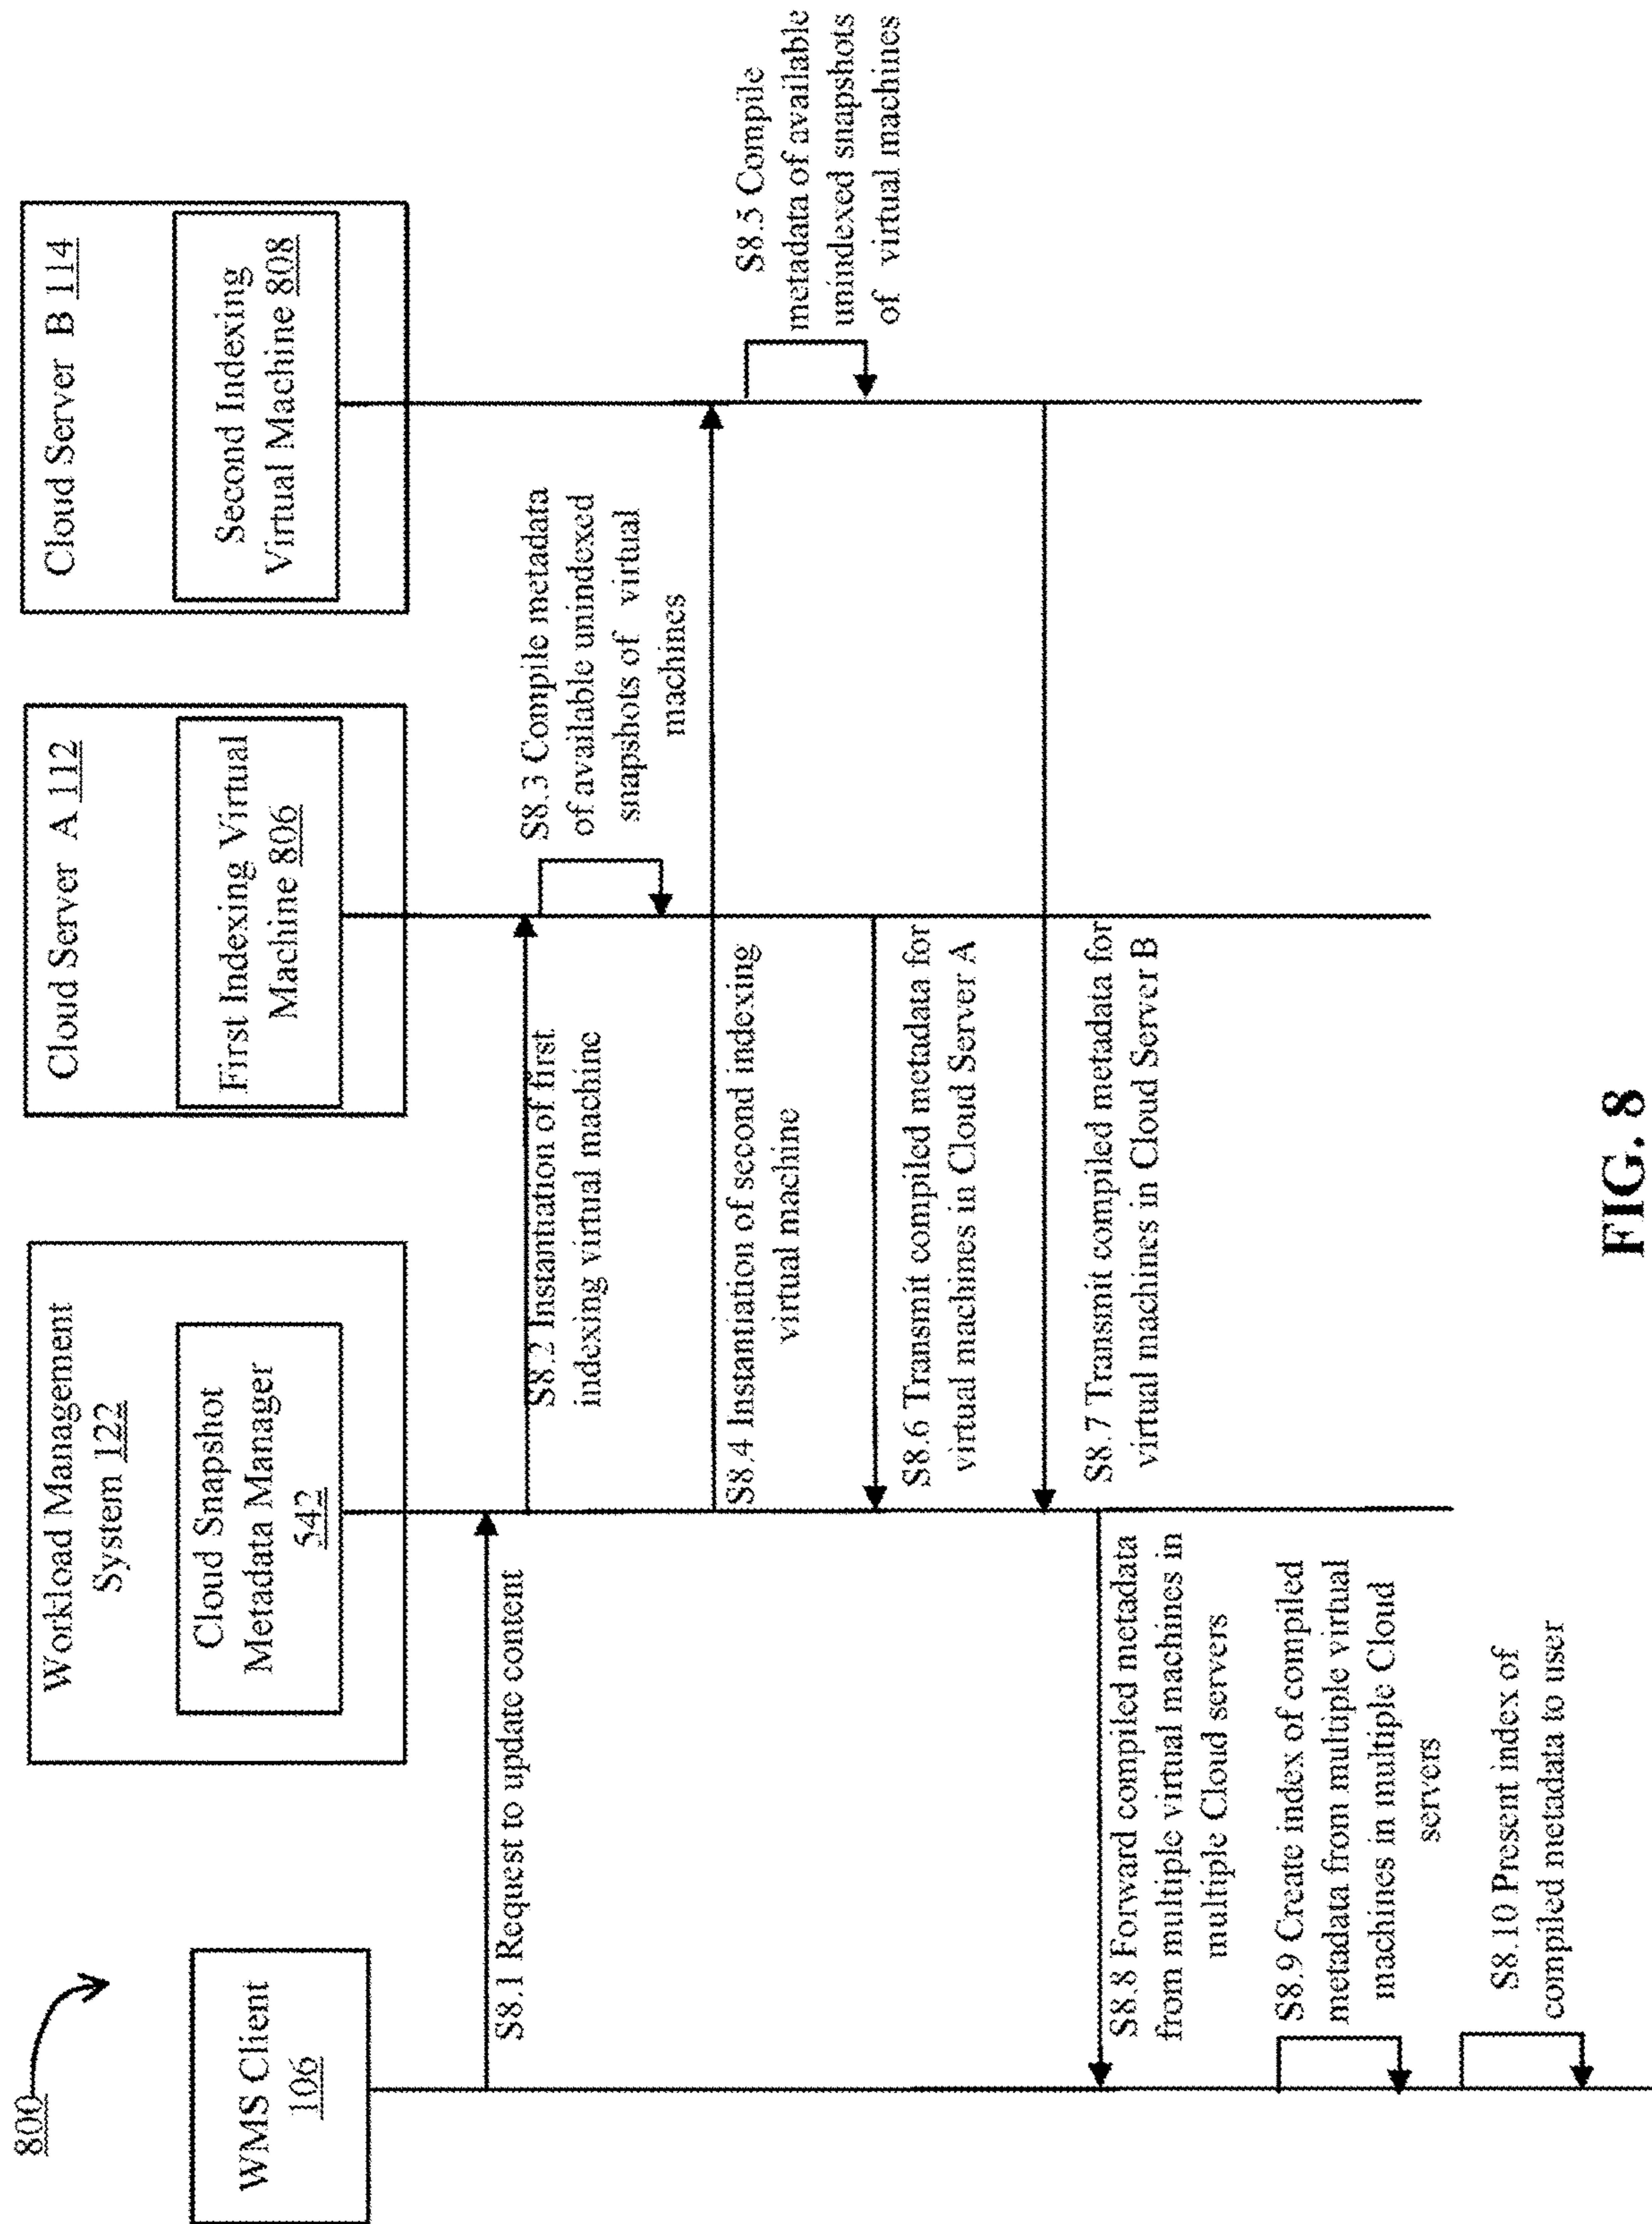 800
WMS Client
106
Workload Management
System 122
Cloud Snapshot
Metadata Manager
542
Cloud Server A 112
First Indexing Virtual
Machine 806
Cloud Server B 114
Second Indexing
Virtual Machine 808
S8.1 Request to update content
S8.2 Instantiation of first
indexing virtual machine
S8.3 Compile metadata
of available unindexed
snapshots of virtual
machines
S8.4 Instantiation of second indexing
virtual machine
S8.5 Compile
metadata of available
unindexed snapshots
of virtual machines
S8.6 Transmit compiled metadata for
virtual machines in Cloud Server A
S8.7 Transmit compiled metadata for
virtual machines in Cloud Server B
S8.8 Forward compiled metadata
from multiple virtual machines in
multiple Cloud servers
S8.9 Create index of compiled
metadata from multiple virtual
machines in multiple Cloud
servers
S8.10 Present index of
compiled metadata to user
FIG. 8